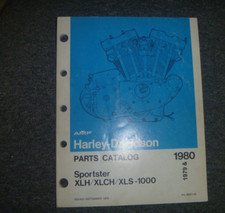 Harley-Davidson
PARTS CATALOG
1980
1979 &
Sportster
XLH/XLCH/XLS-1000